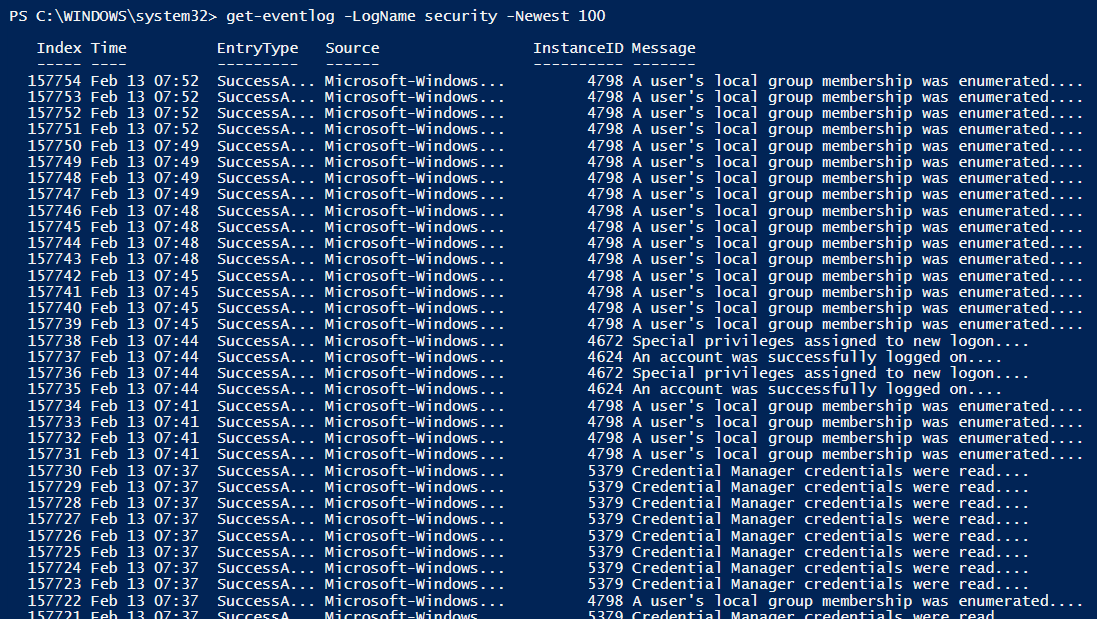 PS C:\WINDOWS\system32> get-eventlog -LogName security -Newest 100
Index Time EntryType Source InstanceID Message
----- ---- --------- ------ ---------- -------
157754 Feb 13 07:52 SuccessA... Microsoft-Windows... 4798 A user's local group membership was enumerated....
157753 Feb 13 07:52 SuccessA... Microsoft-Windows... 4798 A user's local group membership was enumerated....
157752 Feb 13 07:52 SuccessA... Microsoft-Windows... 4798 A user's local group membership was enumerated....
157751 Feb 13 07:52 SuccessA... Microsoft-Windows... 4798 A user's local group membership was enumerated....
157750 Feb 13 07:49 SuccessA... Microsoft-Windows... 4798 A user's local group membership was enumerated....
157749 Feb 13 07:49 SuccessA... Microsoft-Windows... 4798 A user's local group membership was enumerated....
157748 Feb 13 07:49 SuccessA... Microsoft-Windows... 4798 A user's local group membership was enumerated....
157747 Feb 13 07:49 SuccessA... Microsoft-Windows... 4798 A user's local group membership was enumerated....
157746 Feb 13 07:48 SuccessA... Microsoft-Windows... 4798 A user's local group membership was enumerated....
157745 Feb 13 07:48 SuccessA... Microsoft-Windows... 4798 A user's local group membership was enumerated....
157744 Feb 13 07:48 SuccessA... Microsoft-Windows... 4798 A user's local group membership was enumerated....
157743 Feb 13 07:48 SuccessA... Microsoft-Windows... 4798 A user's local group membership was enumerated....
157742 Feb 13 07:45 SuccessA... Microsoft-Windows... 4798 A user's local group membership was enumerated....
157741 Feb 13 07:45 SuccessA... Microsoft-Windows... 4798 A user's local group membership was enumerated....
157740 Feb 13 07:45 SuccessA... Microsoft-Windows... 4798 A user's local group membership was enumerated....
157739 Feb 13 07:45 SuccessA... Microsoft-Windows... 4798 A user's local group membership was enumerated....
157738 Feb 13 07:44 SuccessA... Microsoft-Windows... 4672 Special privileges assigned to new logon....
157737 Feb 13 07:44 SuccessA... Microsoft-Windows... 4624 An account was successfully logged on....
157736 Feb 13 07:44 SuccessA... Microsoft-Windows... 4672 Special privileges assigned to new logon....
157735 Feb 13 07:44 SuccessA... Microsoft-Windows... 4624 An account was successfully logged on....
157734 Feb 13 07:41 SuccessA... Microsoft-Windows... 4798 A user's local group membership was enumerated....
157733 Feb 13 07:41 SuccessA... Microsoft-Windows... 4798 A user's local group membership was enumerated....
157732 Feb 13 07:41 SuccessA... Microsoft-Windows... 4798 A user's local group membership was enumerated....
157731 Feb 13 07:41 SuccessA... Microsoft-Windows... 4798 A user's local group membership was enumerated....
157730 Feb 13 07:37 SuccessA... Microsoft-Windows... 5379 Credential Manager credentials were read....
157729 Feb 13 07:37 SuccessA... Microsoft-Windows... 5379 Credential Manager credentials were read....
157728 Feb 13 07:37 SuccessA... Microsoft-Windows... 5379 Credential Manager credentials were read....
157727 Feb 13 07:37 SuccessA... Microsoft-Windows... 5379 Credential Manager credentials were read....
157726 Feb 13 07:37 SuccessA... Microsoft-Windows... 5379 Credential Manager credentials were read....
157725 Feb 13 07:37 SuccessA... Microsoft-Windows... 5379 Credential Manager credentials were read....
157724 Feb 13 07:37 SuccessA... Microsoft-Windows... 5379 Credential Manager credentials were read....
157723 Feb 13 07:37 SuccessA... Microsoft-Windows... 5379 Credential Manager credentials were read....
157722 Feb 13 07:37 SuccessA... Microsoft-Windows... 4798 A user's local group membership was enumerated....
157721 Feb 13 07:37 SuccessA... Microsoft-Windows... 5379 Credential Manager credentials were read....